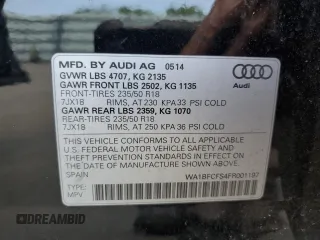 MFD. BY AUDI AG 0514
GVWR LBS 4707, KG 2135
GAWR FRONT LBS 2502, KG 1135
FRONT-TIRES 235/50 R18
7JX18 RIMS, AT 230 KPA 33 PSI COLD
GAWR REAR LBS 2359, KG 1070
REAR-TIRES 235/50 R18
7JX18 RIMS, AT 250 KPA 36 PSI COLD
Audi
THIS VEHICLE CONFORMS TO ALL APPLICABLE
U.S. FEDERAL MOTOR VEHICLE SAFETY,
BUMPER, AND THEFT PREVENTION
STANDARDS IN EFFECT ON THE
DATE OF MANUFACTURE SHOWN ABOVE.
TYPE:
MPV
DREAMBID